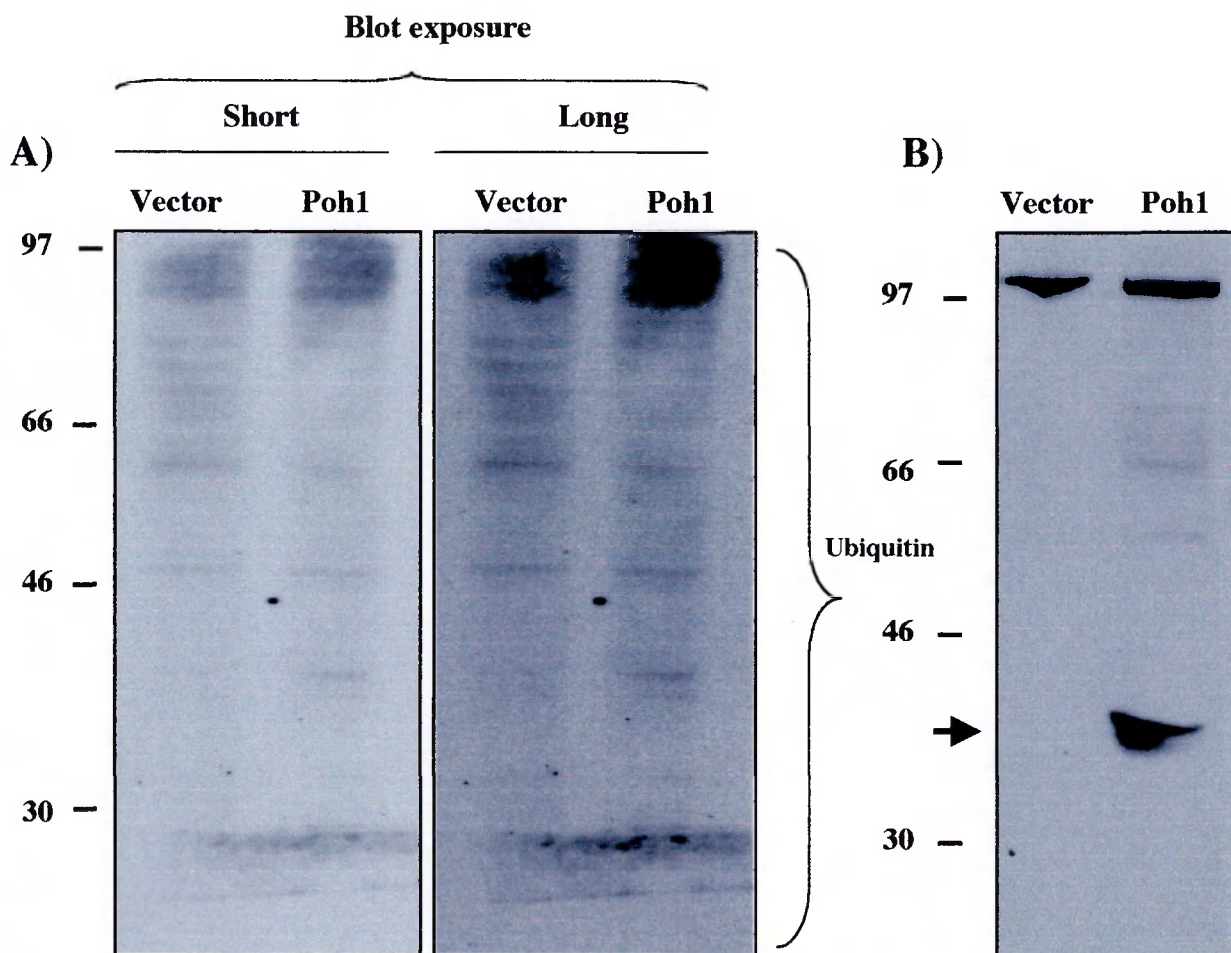 Blot exposure
Short Long
A) B)
Vector Poh1 Vector Poh1 Vector Poh1
97
97
66
66
Ubiquitin
46
46
30
30